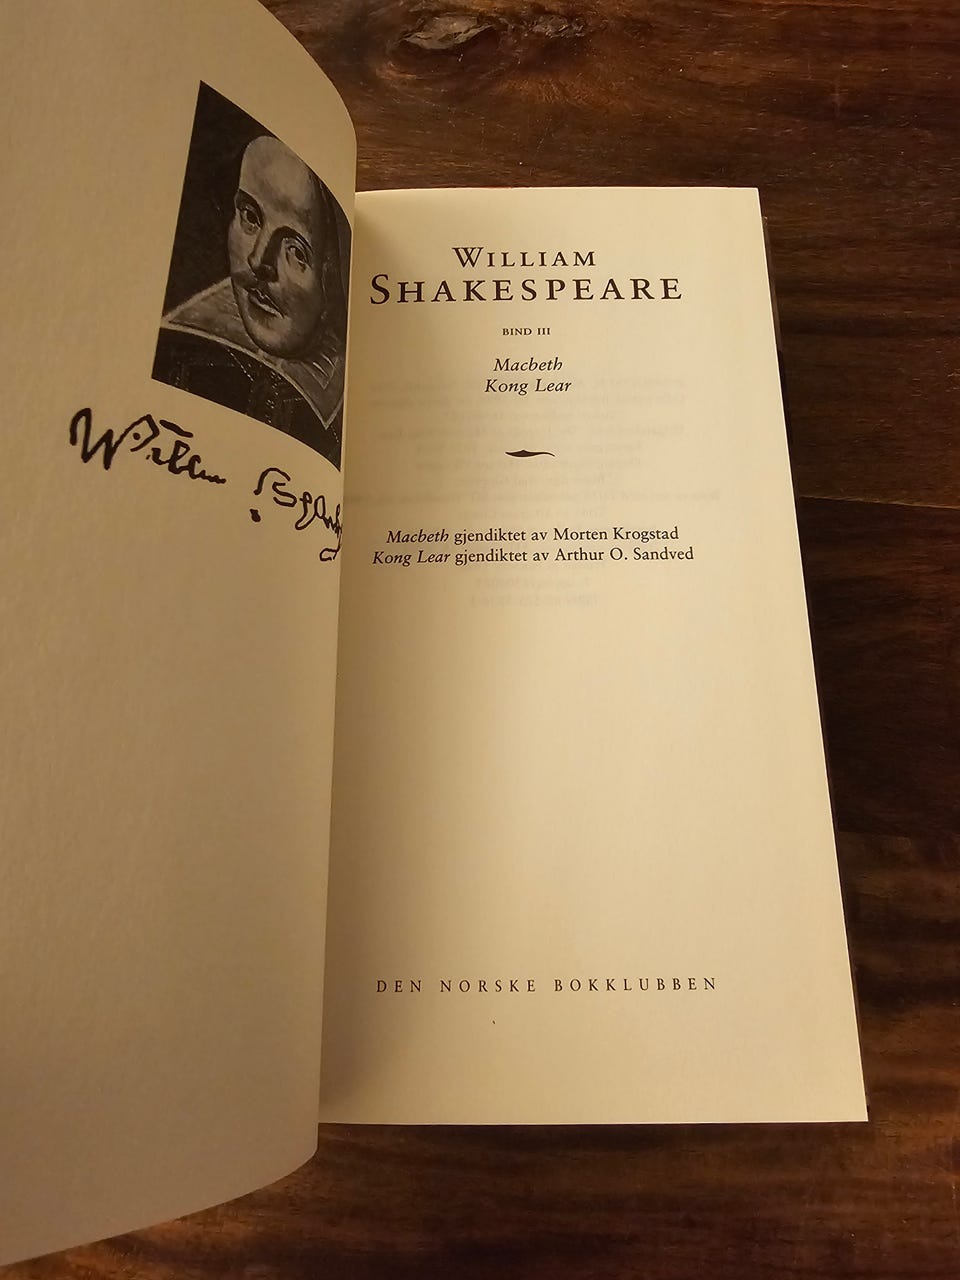 William
WILLIAM
SHAKESPEARE
BIND III
Macbeth
Kong Lear
Macbeth gjendiktet av Morten Krogstad
Kong Lear gjendiktet av Arthur O. Sandved
DEN NORSKE BOKKLUBBEN